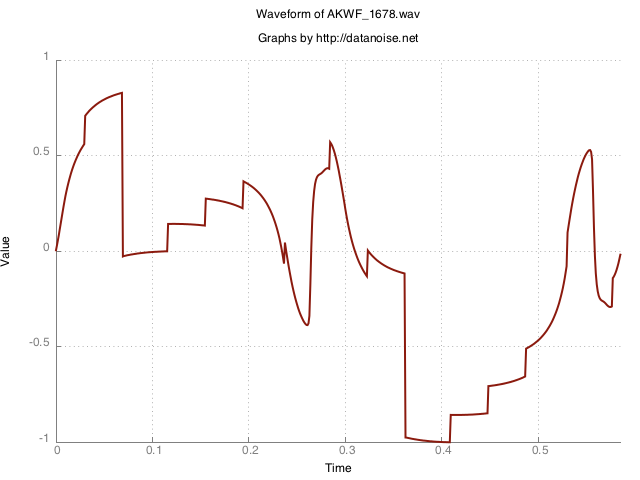 Waveform of AKWF_1678.wav
Graphs by http://datanoise.net
1
0.5
0
-0.5
-1
Value
0 0.1 0.2 0.3 0.4 0.5
Time